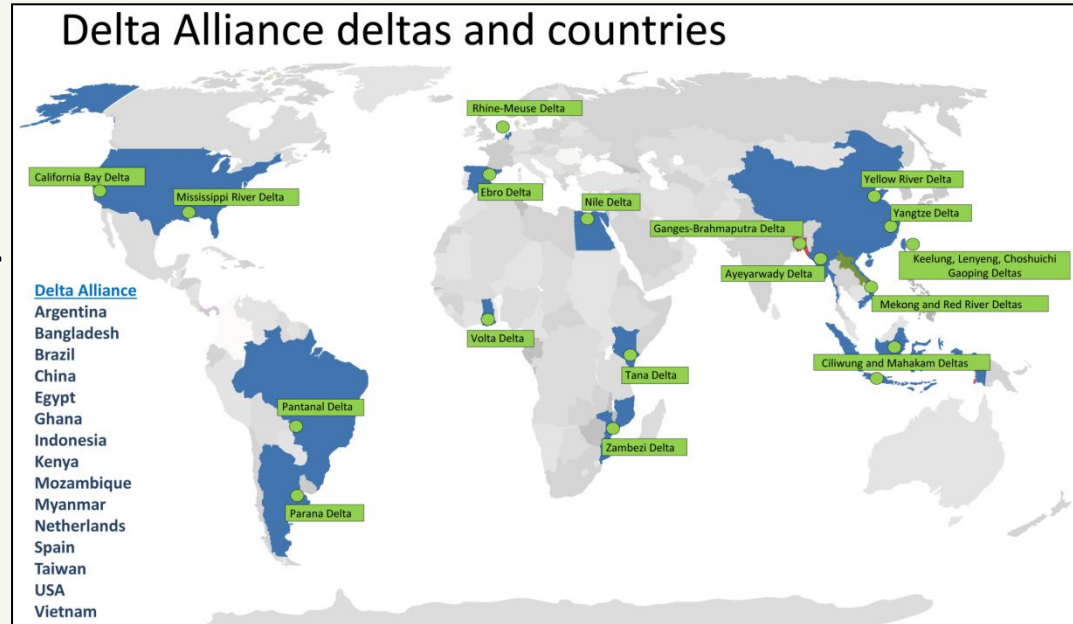 Delta Alliance deltas and countries
Rhine-Meuse Delta
California Bay Delta
Mississippi River Delta
Ebro Delta
Nile Delta
Yellow River Delta
Yangtze Delta
Ganges-Brahmaputra Delta
Keelung, Lenyeng, Choshuichi
Gaoping Deltas
Ayeyarwady Delta
Mekong and Red River Deltas
Volta Delta
Tana Delta
Ciliwung and Mahakam Deltas
Pantanal Delta
Zambezi Delta
Parana Delta
Delta Alliance
Argentina
Bangladesh
Brazil
China
Egypt
Ghana
Indonesia
Kenya
Mozambique
Myanmar
Netherlands
Spain
Taiwan
USA
Vietnam